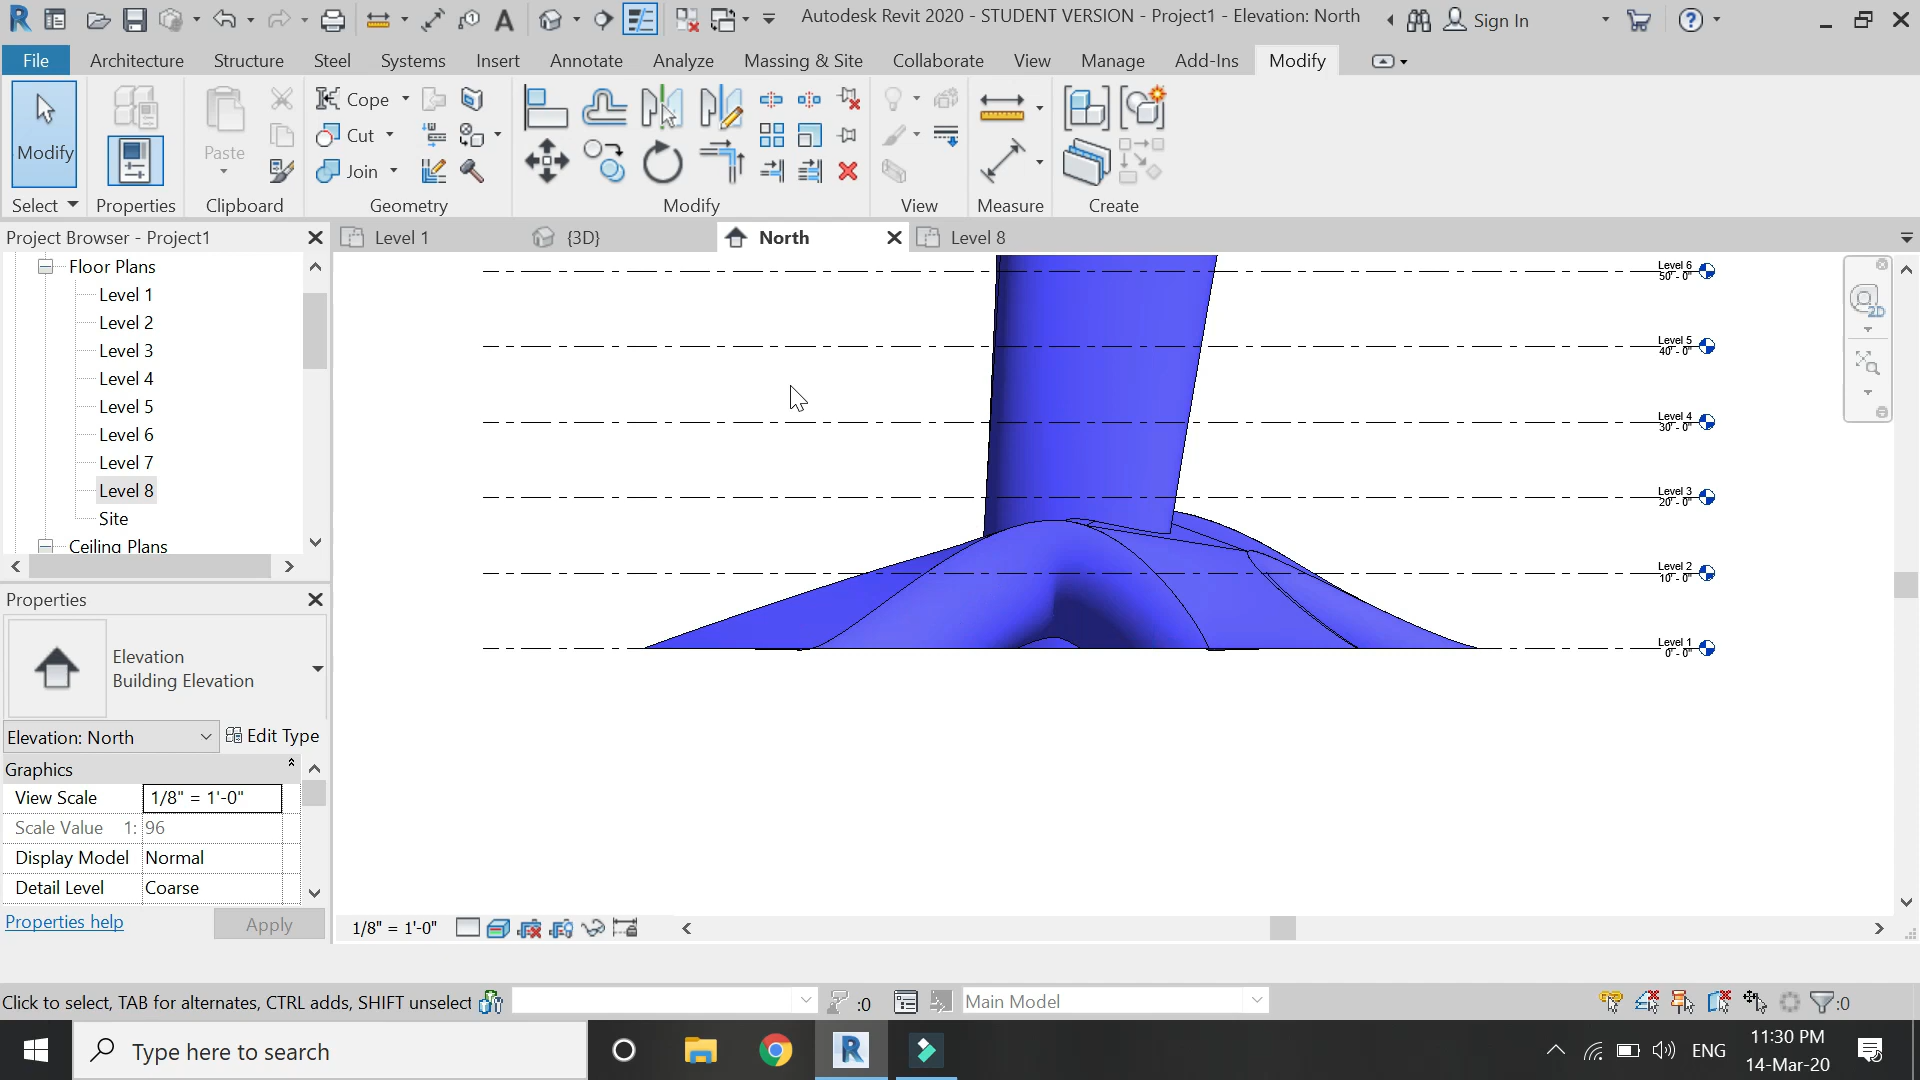 Autodesk Revit 2020 - STUDENT VERSION - Project1 - Elevation: North
Sign In
File
Architecture
Structure
Steel
Systems
Insert
Annotate
Analyze
Massing & Site
Collaborate
View
Manage
Add-Ins
Modify
Modify
Select
Properties
Paste
Clipboard
Cope
Cut
Join
Geometry
Modify
View
Measure
Create
Project Browser - Project1
Level 1
{3D}
North
Level 8
Floor Plans
Level 1
Level 2
Level 3
Level 4
Level 5
Level 6
Level 7
Level 8
Site
Ceiling Plans
Properties
Elevation
Building Elevation
Elevation: North
Edit Type
Graphics
View Scale
1/8" = 1'-0"
Scale Value 1:
96
Display Model
Normal
Detail Level
Coarse
Properties help
Apply
Level 6
50' - 0"
Level 5
40' - 0"
Level 4
30' - 0"
Level 3
20' - 0"
Level 2
10' - 0"
Level 1
0' - 0"
2D
1/8" = 1'-0"
Click to select, TAB for alternates, CTRL adds, SHIFT unselect
:0
Main Model
:0
Type here to search
ENG
11:30 PM
14-Mar-20